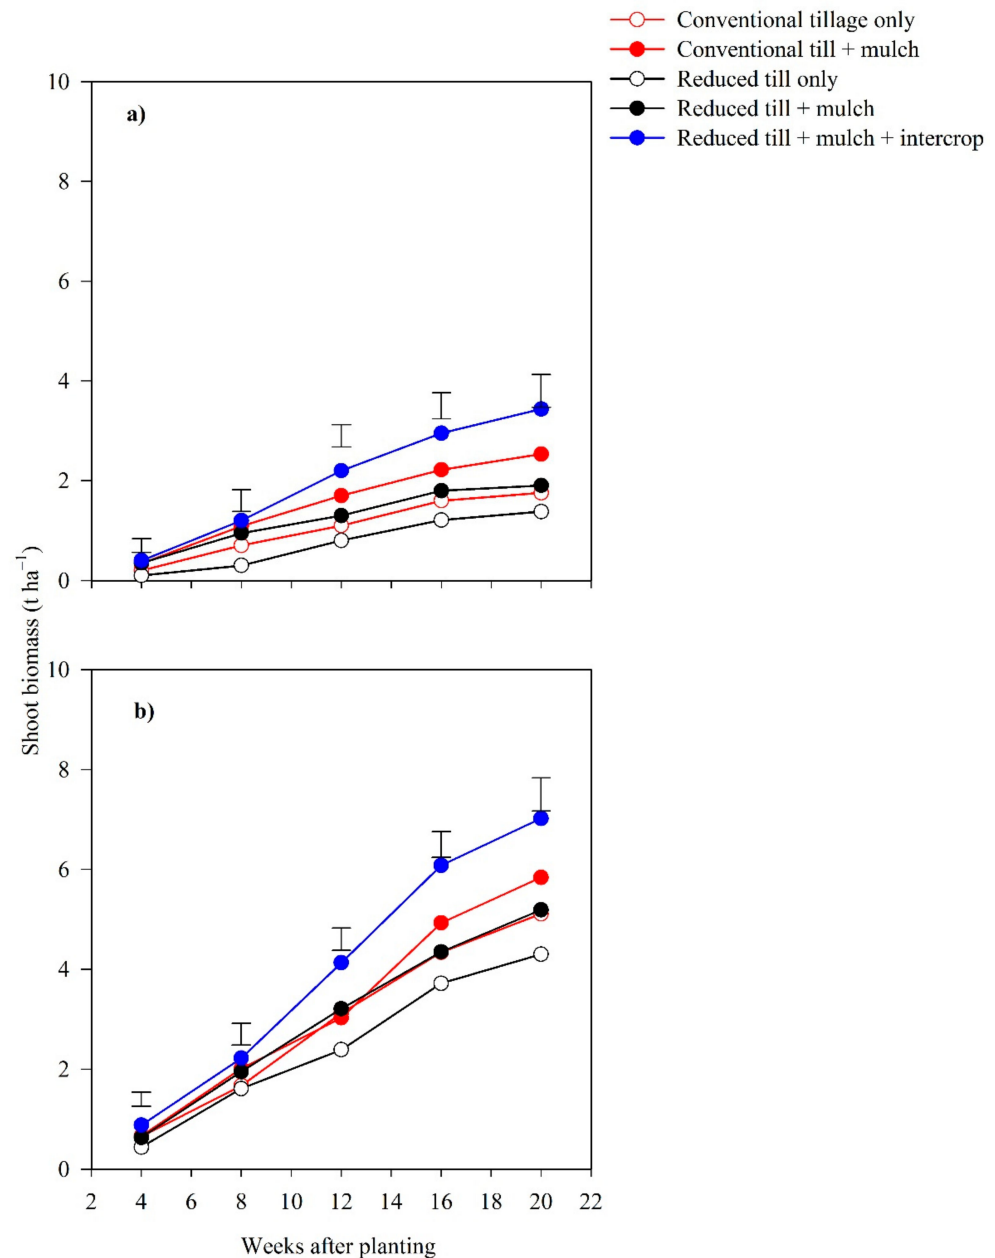 Conventional tillage only
Conventional till + mulch
Reduced till only
Reduced till + mulch
Reduced till + mulch + intercrop
10
a)
8
6
4
2
0
Shoot biomass (t ha⁻¹)
10
b)
8
6
4
2
0
2 4 6 8 10 12 14 16 18 20 22
Weeks after planting